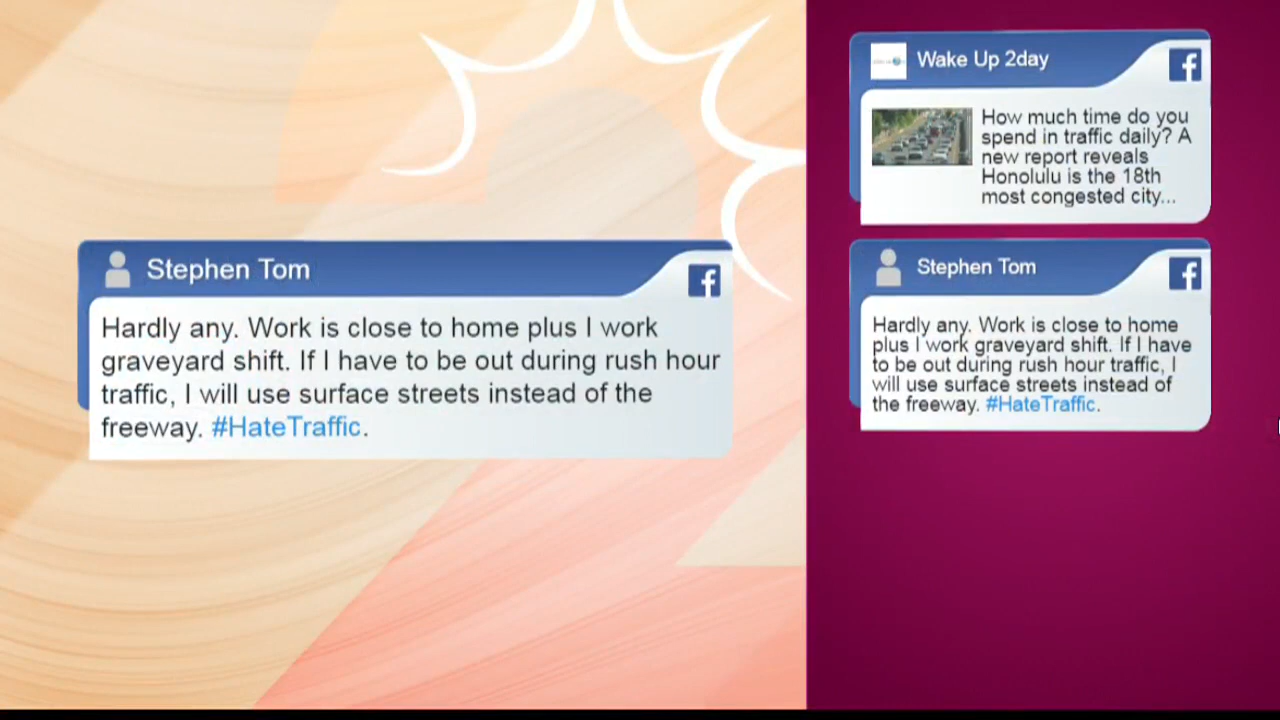 Stephen Tom
Hardly any. Work is close to home plus I work
graveyard shift. If I have to be out during rush hour
traffic, I will use surface streets instead of the
freeway. #HateTraffic.
Wake Up 2day
How much time do you
spend in traffic daily? A
new report reveals
Honolulu is the 18th
most congested city...
Stephen Tom
Hardly any. Work is close to home
plus I work graveyard shift. If I have
to be out during rush hour traffic, I
will use surface streets instead of
the freeway. #HateTraffic.